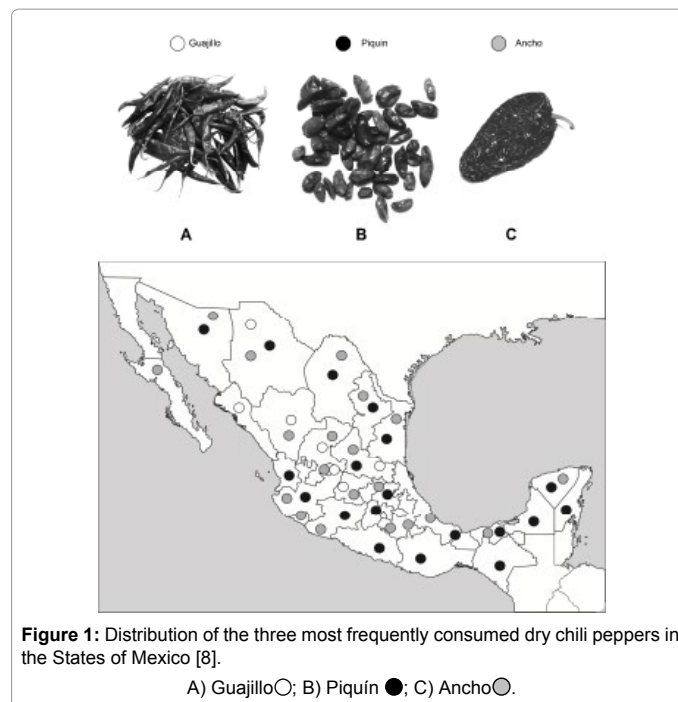 Guajillo Piquin Ancho
A B C
Figure 1: Distribution of the three most frequently consumed dry chili peppers in
the States of Mexico [8].
A) Guajillo○; B) Piquín ●; C) Ancho●.